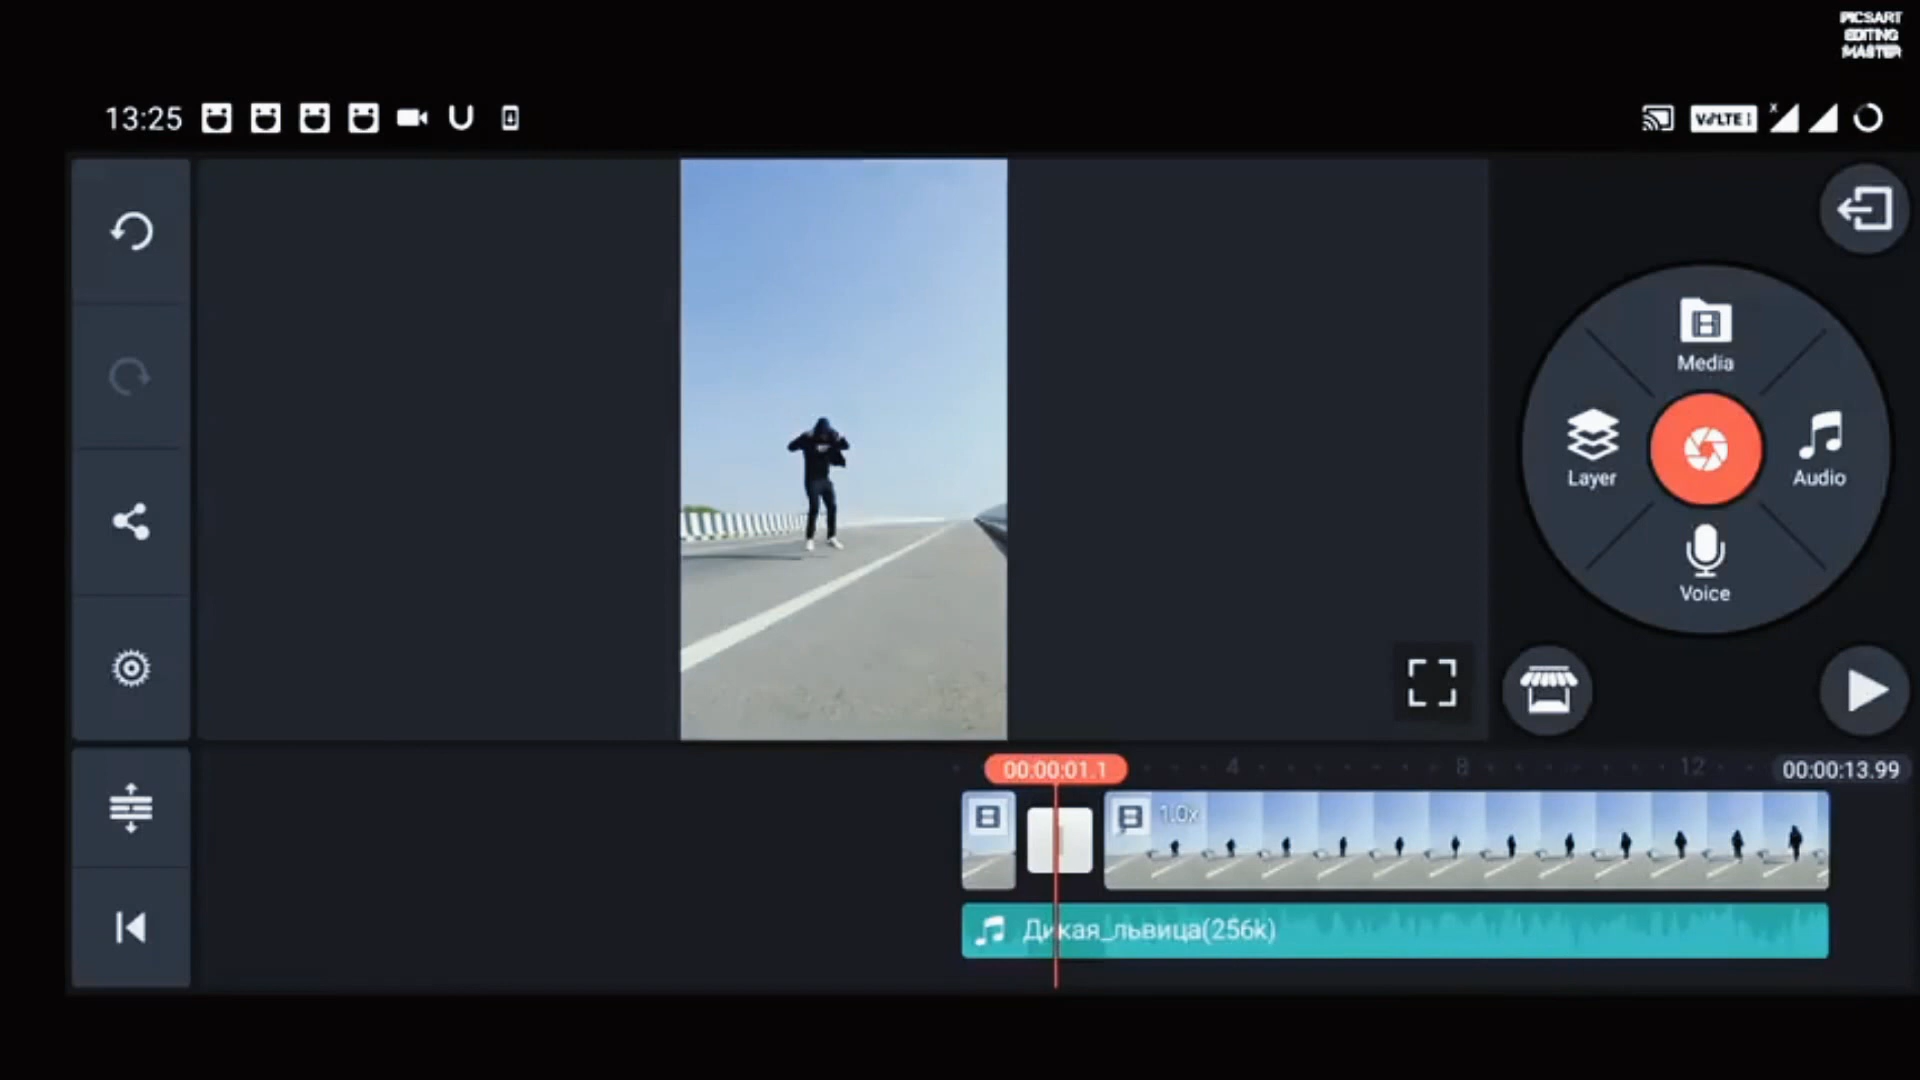 PICSART
EDITING
MASTER
13:25
VoLTE
Media
Layer
Audio
Voice
00:00:01.1
4
8
12
00:00:13.99
1.0x
Дикая_львица(256k)